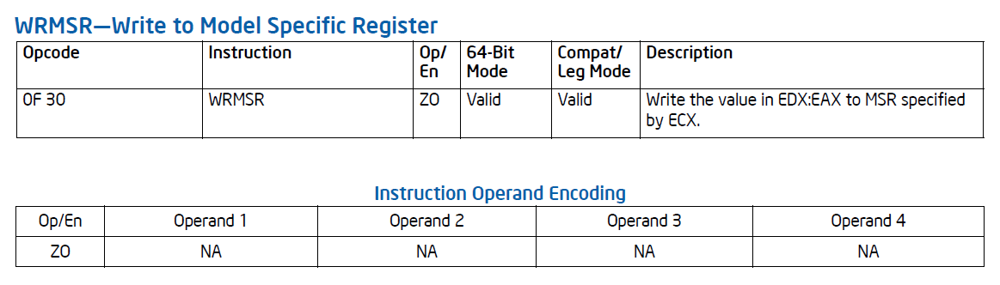 WRMSR—Write to Model Specific Register
Opcode Instruction Op/ 64-Bit Compat/ Description
En Mode Leg Mode
0F 30 WRMSR ZO Valid Valid Write the value in EDX:EAX to MSR specified
by ECX.
Instruction Operand Encoding
Op/En Operand 1 Operand 2 Operand 3 Operand 4
ZO NA NA NA NA